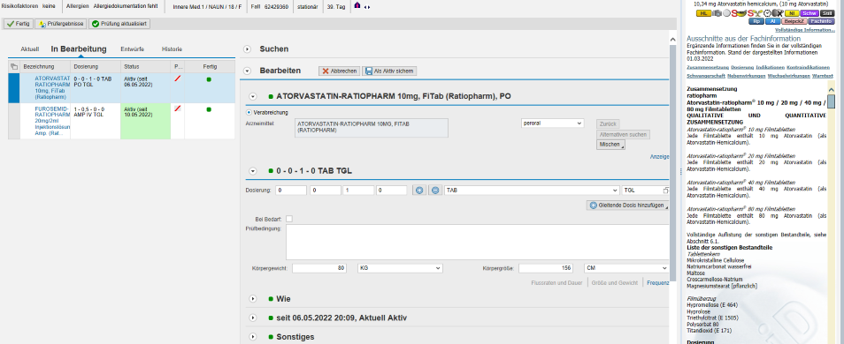 Risikofaktoren keine Allergien Allergiedokumentation fehlt Innere Med 1 / NAUN / 18 / F Fall 62429360 stationär 39. Tag
Fertig Prüfergebnisse Prüfung aktualisiert
Aktuell In Bearbeitung Entwürfe Historie
Bezeichnung Dosierung Status P... Fertig
ATORVASTAT
RATIOPHARM
10mg, FiTab
(Ratiopharm)
0 - 0 - 1 - 0 TAB
PO TGL
Aktiv (seit
06.05.2022)
FUROSEMID-
RATIOPHARM
20mg/2ml
Injektionslösun
Amp. (Rat...
1 - 0,5 - 0 - 0
AMP IV TGL
Aktiv (seit
10.05.2022)
Suchen
Bearbeiten Abbrechen Als Aktiv sichern
ATORVASTATIN-RATIOPHARM 10mg, FiTab (Ratiopharm), PO
Verabreichung
Arzneimittel ATORVASTATIN-RATIOPHARM 10MG, FITAB
(RATIOPHARM)
peroral
Zurück
Alternativen suchen
Mischen
Anzeige
0 - 0 - 1 - 0 TAB TGL
Dosierung: 0 0 1 0 TAB TGL
Gleitende Dosis hinzufügen
Bei Bedarf:
Prüfbedingung:
Körpergewicht: 80 KG Körpergröße: 156 CM
Flussraten und Dauer Größe und Gewicht Frequenz
Wie
seit 06.05.2022 20:09, Aktuell Aktiv
Sonstiges
10,34 mg Atorvastatin hemicalcium, (10 mg Atorvastatin)
Vollständige Information...
Ausschnitte aus der Fachinformation
Ergänzende Informationen finden Sie in der vollständigen
Fachinformation. Stand der dargestellten Informationen
01.03.2022
Zusammensetzung Dosierung Indikationen Kontraindikationen
Schwangerschaft Nebenwirkungen Wechselwirkungen Warnhinw
Zusammensetzung
ratiopharm
Atorvastatin-ratiopharm® 10 mg / 20 mg / 40 mg /
80 mg Filmtabletten
QUALITATIVE UND QUANTITATIVE
ZUSAMMENSETZUNG
Atorvastatin-ratiopharm® 10 mg Filmtabletten
Jede Filmtablette enthält 10 mg Atorvastatin (als
Atorvastatin-Hemicalcium).
Atorvastatin-ratiopharm® 20 mg Filmtabletten
Jede Filmtablette enthält 20 mg Atorvastatin (als
Atorvastatin-Hemicalcium).
Atorvastatin-ratiopharm® 40 mg Filmtabletten
Jede Filmtablette enthält 40 mg Atorvastatin (als
Atorvastatin-Hemicalcium).
Atorvastatin-ratiopharm® 80 mg Filmtabletten
Jede Filmtablette enthält 80 mg Atorvastatin (als
Atorvastatin-Hemicalcium).
Vollständige Auflistung der sonstigen Bestandteile, siehe
Abschnitt 6.1.
Liste der sonstigen Bestandteile
Tablettenkern
Mikrokristalline Cellulose
Natriumcarbonat wasserfrei
Maltose
Croscarmellose-Natrium
Magnesiumstearat [pflanzlich]
Filmüberzug
Hypromellose (E 464)
Hyprolose
Triethylcitrat (E 1505)
Polysorbat 80
Titandioxid (E 171)
Dosierung